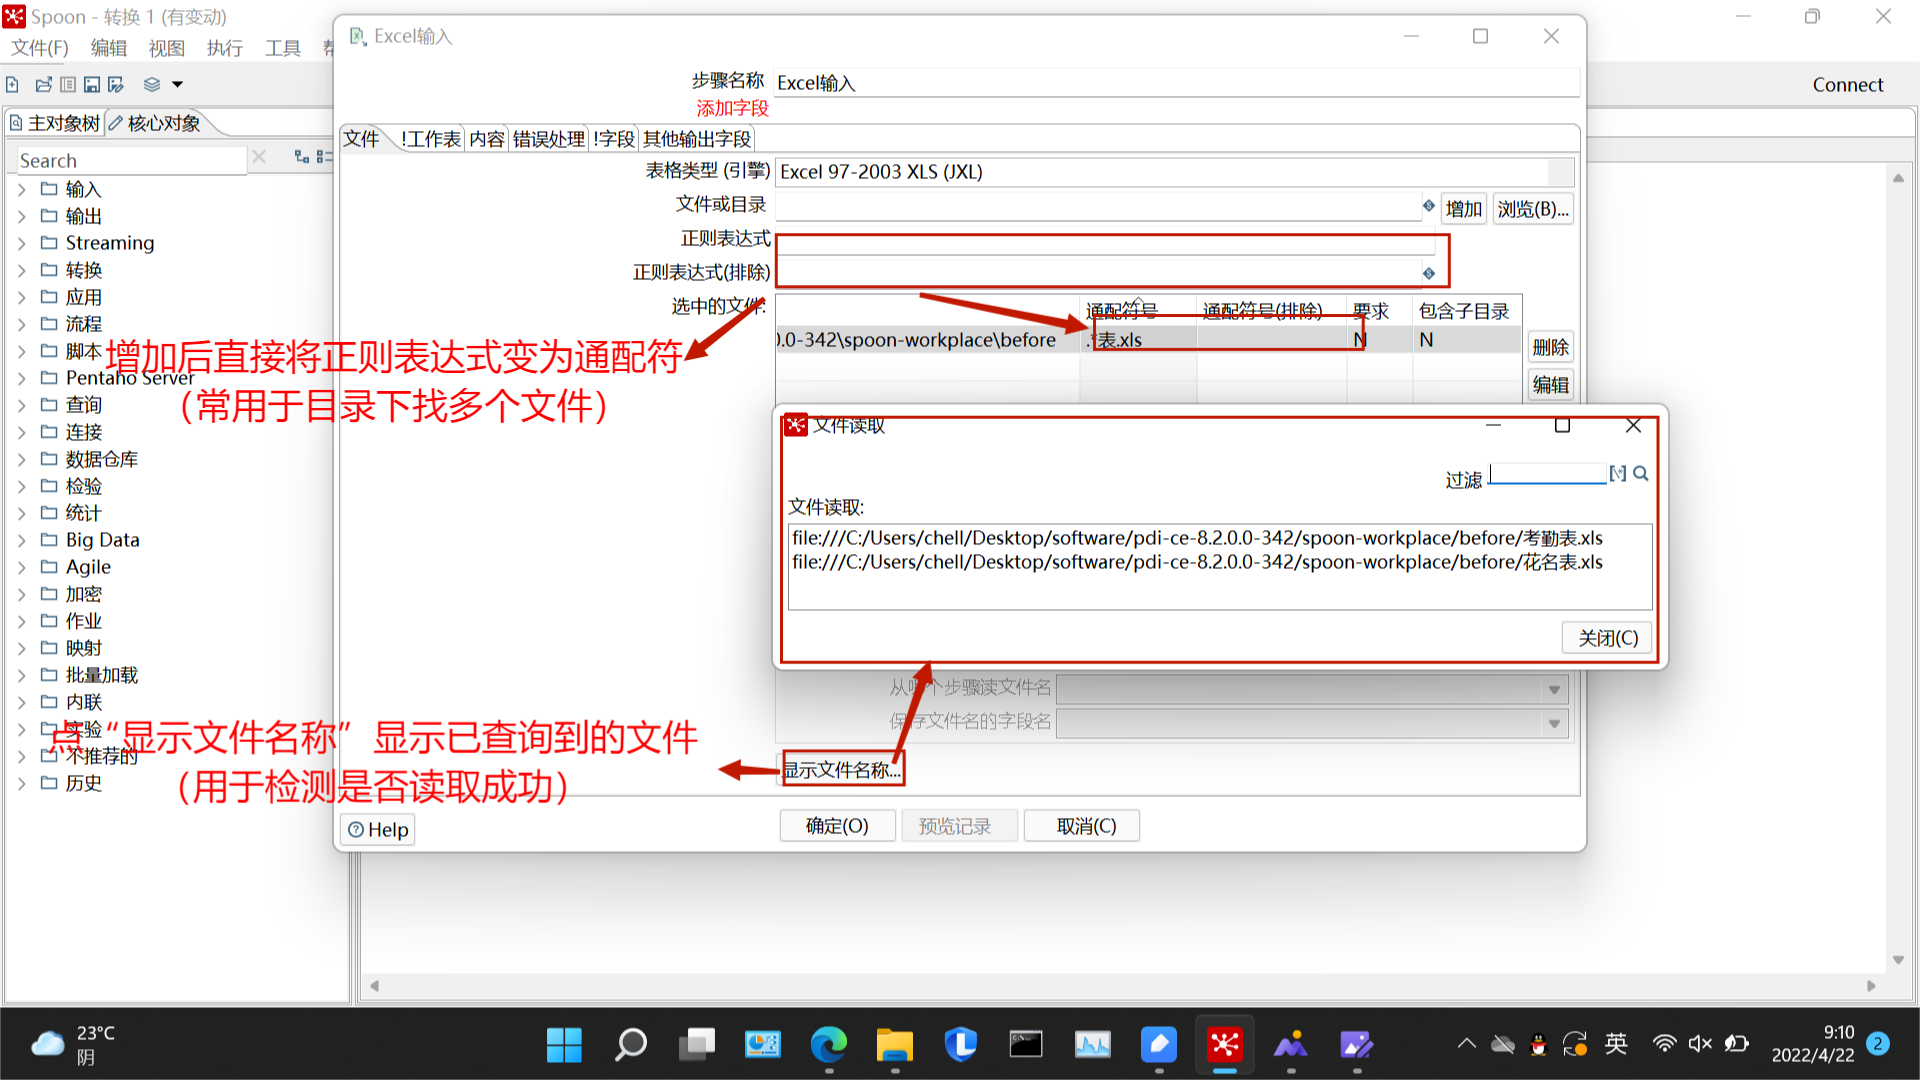 Spoon - 转换 1 (有变动)
文件(F) 编辑 视图 执行 工具
Connect
主对象树 核心对象
Search
输入
输出
Streaming
转换
应用
流程
脚本
Pentaho Server
查询
连接
数据仓库
检验
统计
Big Data
Agile
加密
作业
映射
批量加载
内联
实验
不推荐的
历史
Excel输入
步骤名称 Excel输入
添加字段
文件 !工作表 内容 错误处理 !字段 其他输出字段
表格类型 (引擎) Excel 97-2003 XLS (JXL)
文件或目录 增加 浏览(B)...
正则表达式
正则表达式(排除)
选中的文件: 通配符号 通配符号(排除) 要求 包含子目录
).0-342\spoon-workplace\before .*表.xls N N
删除
编辑
增加后直接将正则表达式变为通配符
（常用于目录下找多个文件）
文件读取
过滤
文件读取:
file:///C:/Users/chell/Desktop/software/pdi-ce-8.2.0.0-342/spoon-workplace/before/考勤表.xls
file:///C:/Users/chell/Desktop/software/pdi-ce-8.2.0.0-342/spoon-workplace/before/花名表.xls
关闭(C)
从哪个步骤读文件名
保存文件名的字段名
点“显示文件名称”显示已查询到的文件
（用于检测是否读取成功）
显示文件名称...
Help 确定(O) 预览记录 取消(C)
23°C
阴
英
9:10
2022/4/22
2